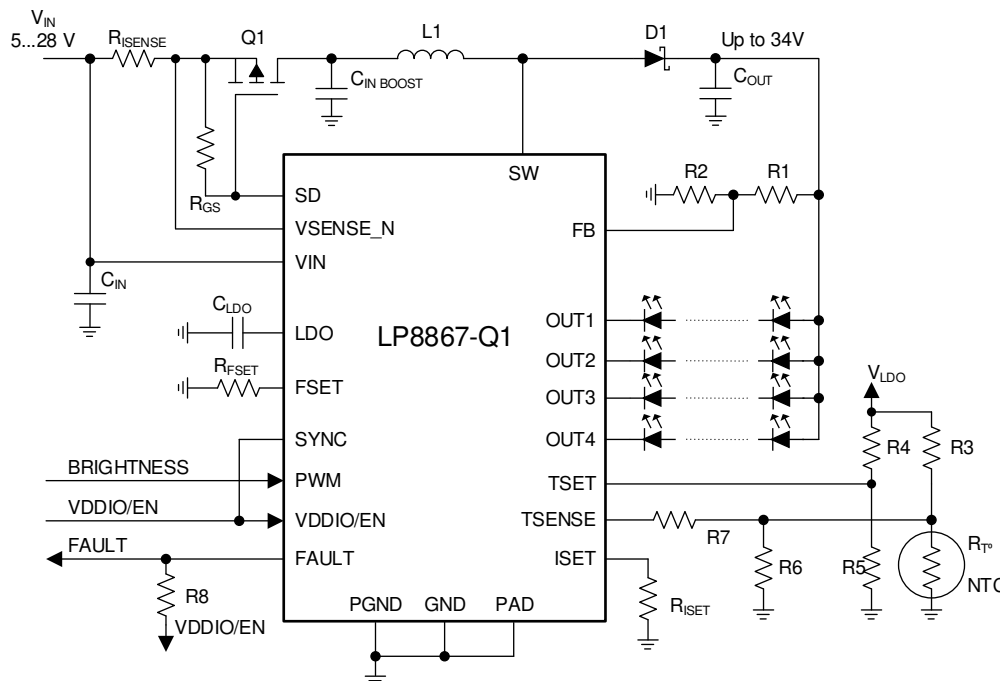 VIN
5...28 V
RISENSE
Q1
L1
D1
Up to 34V
CIN BOOST
COUT
RGS
SD
SW
R2
R1
VSENSE_N
FB
VIN
CIN
CLDO
LDO
LP8867-Q1
OUT1
RFSET
FSET
OUT2
OUT3
VLDO
SYNC
OUT4
R4
R3
BRIGHTNESS
PWM
TSET
VDDIO/EN
VDDIO/EN
TSENSE
R7
FAULT
FAULT
ISET
R6
R5
RT°
NTC
R8
RISET
PGND
GND
PAD
VDDIO/EN